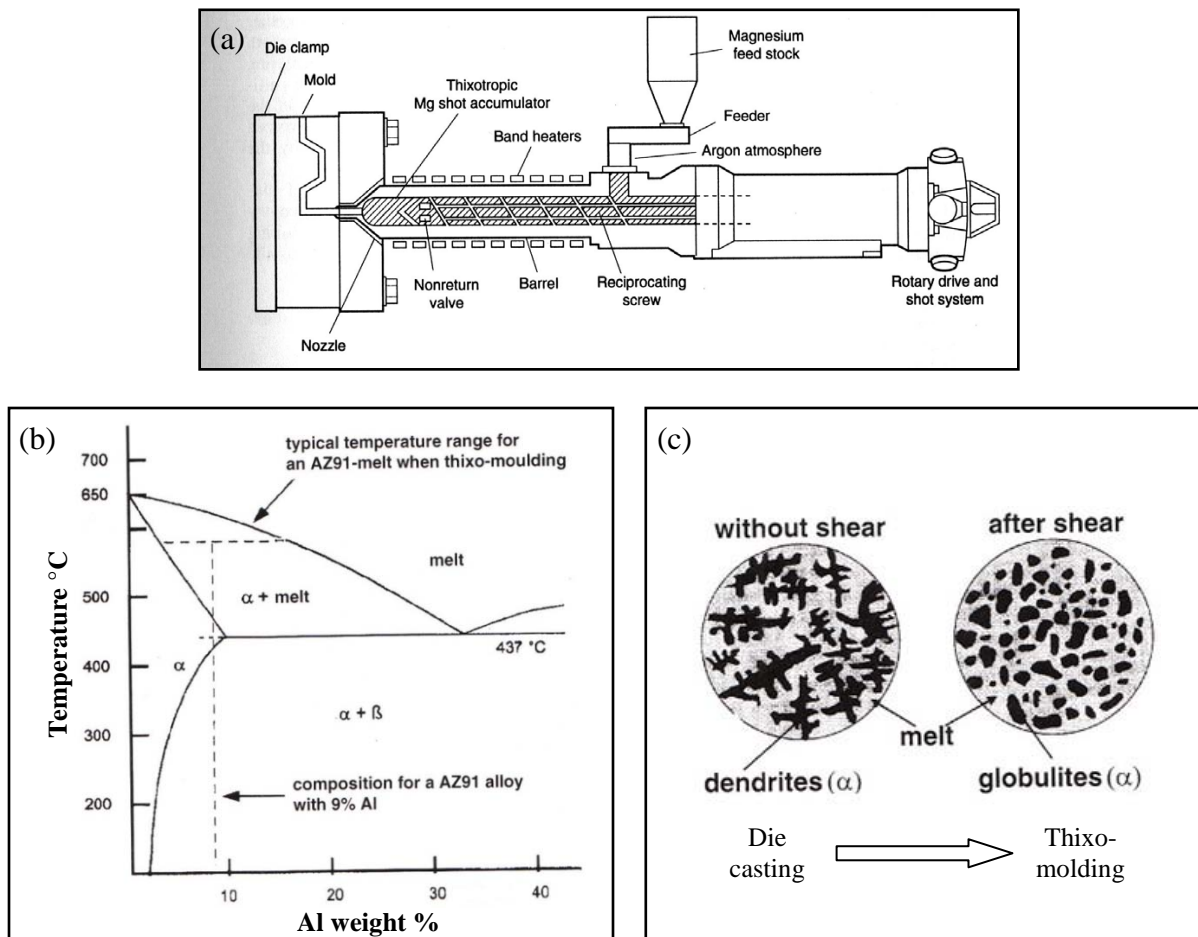 (a)
Die clamp
Mold
Thixotropic
Mg shot accumulator
Band heaters
Magnesium
feed stock
Feeder
Argon atmosphere
Nonreturn
valve
Barrel
Reciprocating
screw
Rotary drive and
shot system
Nozzle
(b)
typical temperature range for
an AZ91-melt when thixo-moulding
700
650
500
400
300
200
Temperature °C
melt
α + melt
437 °C
α
α + ß
composition for a AZ91 alloy
with 9% Al
10
20
30
40
Al weight %
(c)
without shear
after shear
melt
dendrites (α)
globulites (α)
Die
casting
Thixo-
molding